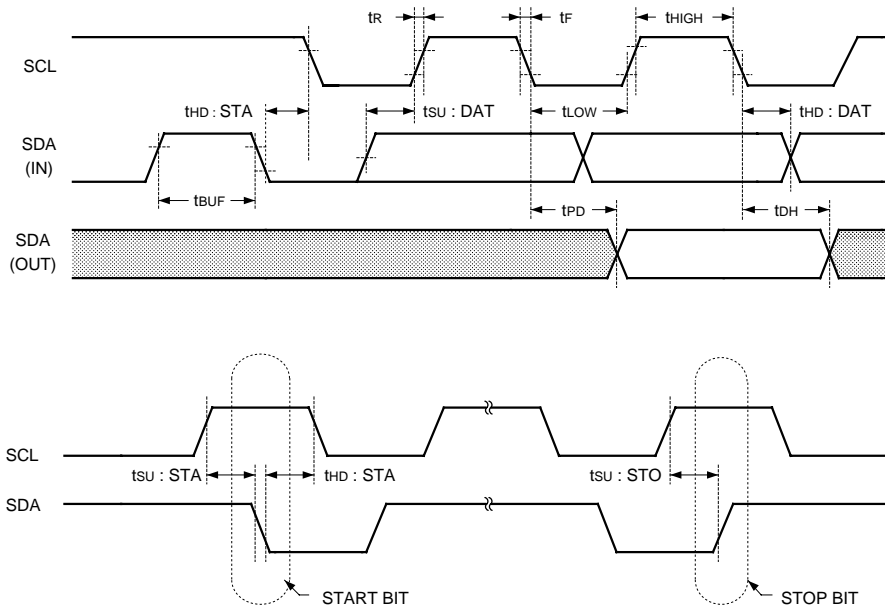 tR tF tHIGH
SCL
tHD : STA tSU : DAT tLOW tHD : DAT
SDA
(IN)
tBUF
tPD tDH
SDA
(OUT)
SCL
tSU : STA tHD : STA tSU : STO
SDA
START BIT STOP BIT